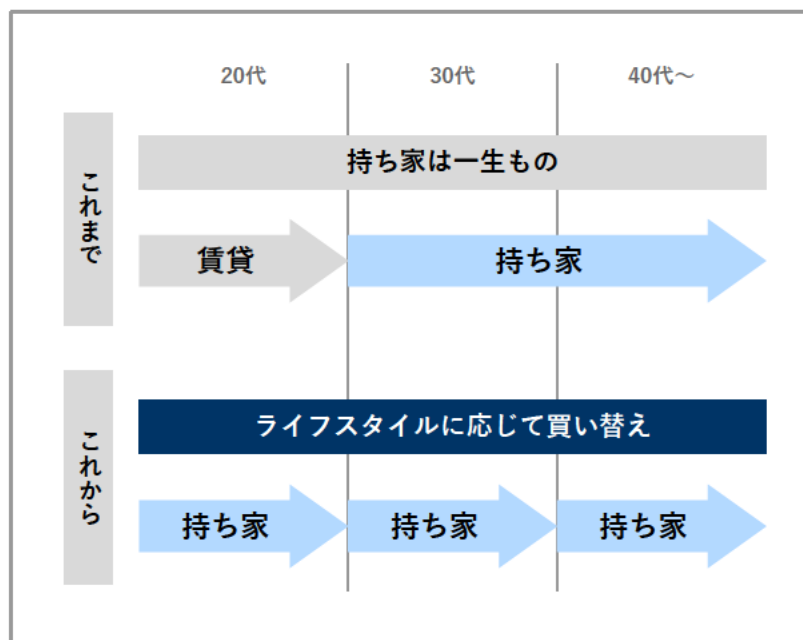 20代
30代
40代～
これまで
持ち家は一生もの
賃貸
持ち家
これから
ライフスタイルに応じて買い替え
持ち家
持ち家
持ち家